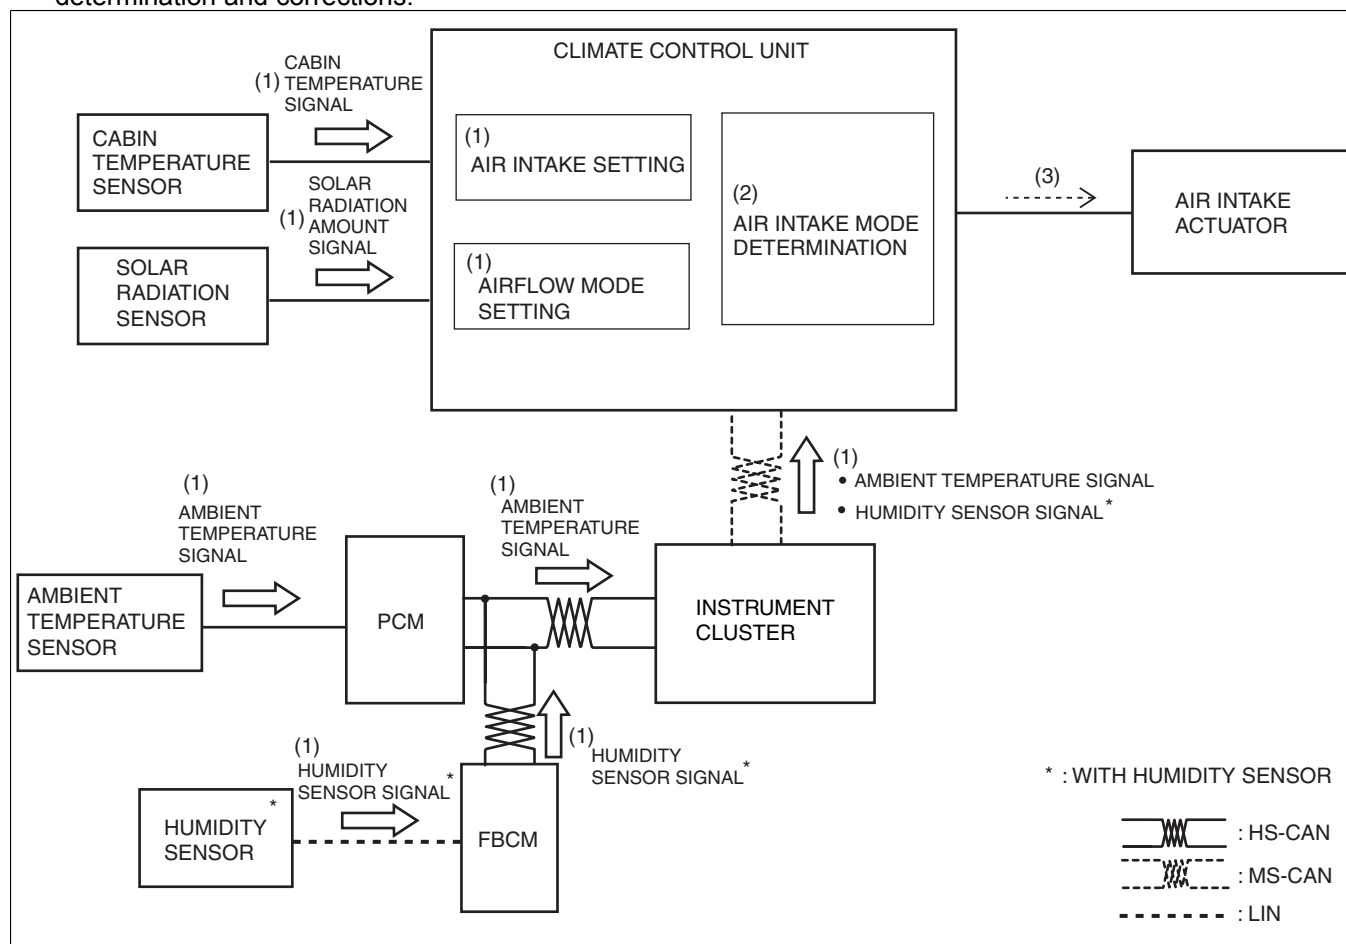 determination and corrections.
CLIMATE CONTROL UNIT
(1) CABIN
TEMPERATURE
SIGNAL
CABIN
TEMPERATURE
SENSOR
(1)
AIR INTAKE SETTING
(2)
AIR INTAKE MODE
DETERMINATION
(3)
AIR INTAKE
ACTUATOR
(1) SOLAR
RADIATION
AMOUNT
SIGNAL
SOLAR
RADIATION
SENSOR
(1)
AIRFLOW MODE
SETTING
(1)
• AMBIENT TEMPERATURE SIGNAL
• HUMIDITY SENSOR SIGNAL*
(1)
AMBIENT
TEMPERATURE
SIGNAL
(1)
AMBIENT
TEMPERATURE
SIGNAL
AMBIENT
TEMPERATURE
SENSOR
PCM
INSTRUMENT
CLUSTER
(1)
HUMIDITY
SENSOR SIGNAL*
(1) HUMIDITY
SENSOR SIGNAL*
HUMIDITY
SENSOR*
FBCM
* : WITH HUMIDITY SENSOR
: HS-CAN
: MS-CAN
: LIN